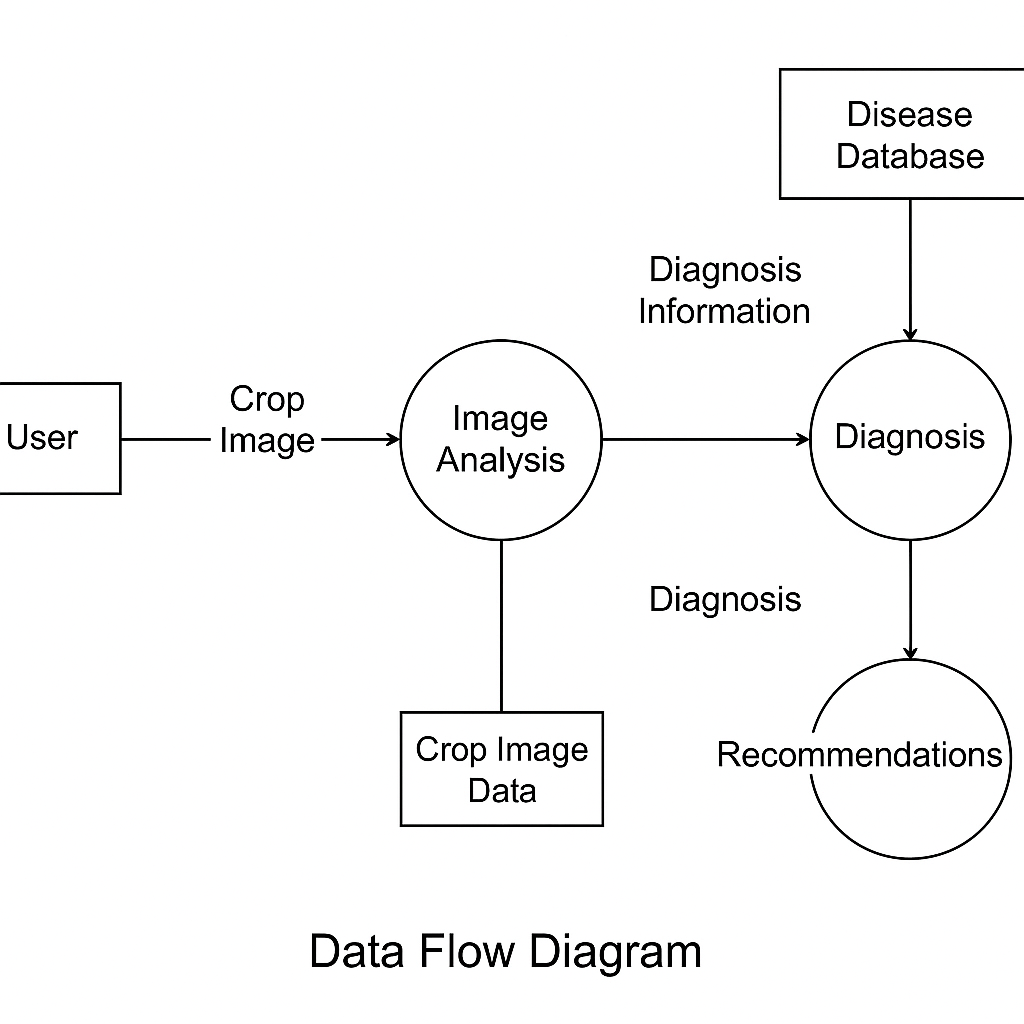 Disease
Database
Diagnosis
Information
User
Crop
Image
Image
Analysis
Diagnosis
Diagnosis
Crop Image
Data
Recommendations
Data Flow Diagram